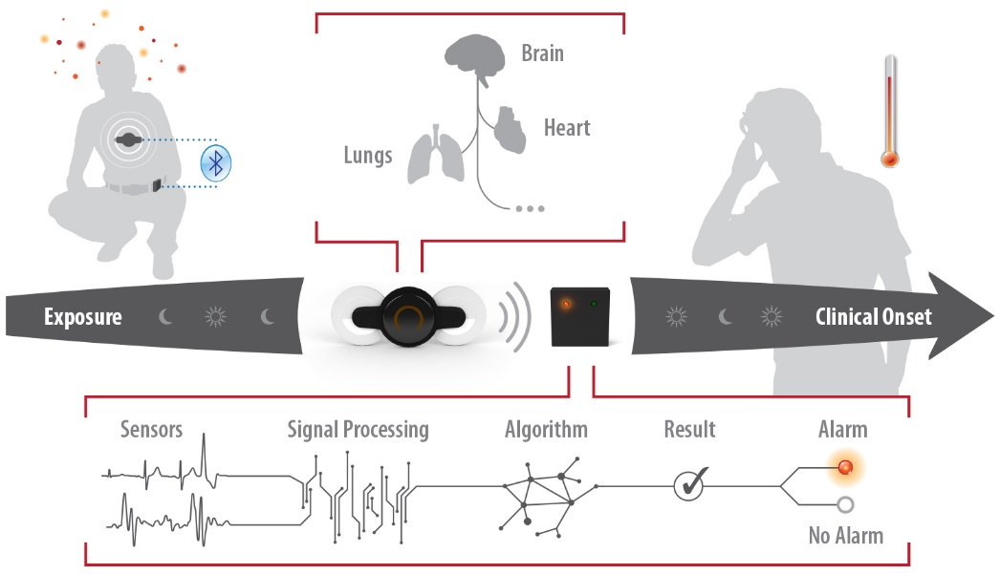 Brain
Heart
Lungs
Exposure
Clinical Onset
Sensors
Signal Processing
Algorithm
Result
Alarm
No Alarm